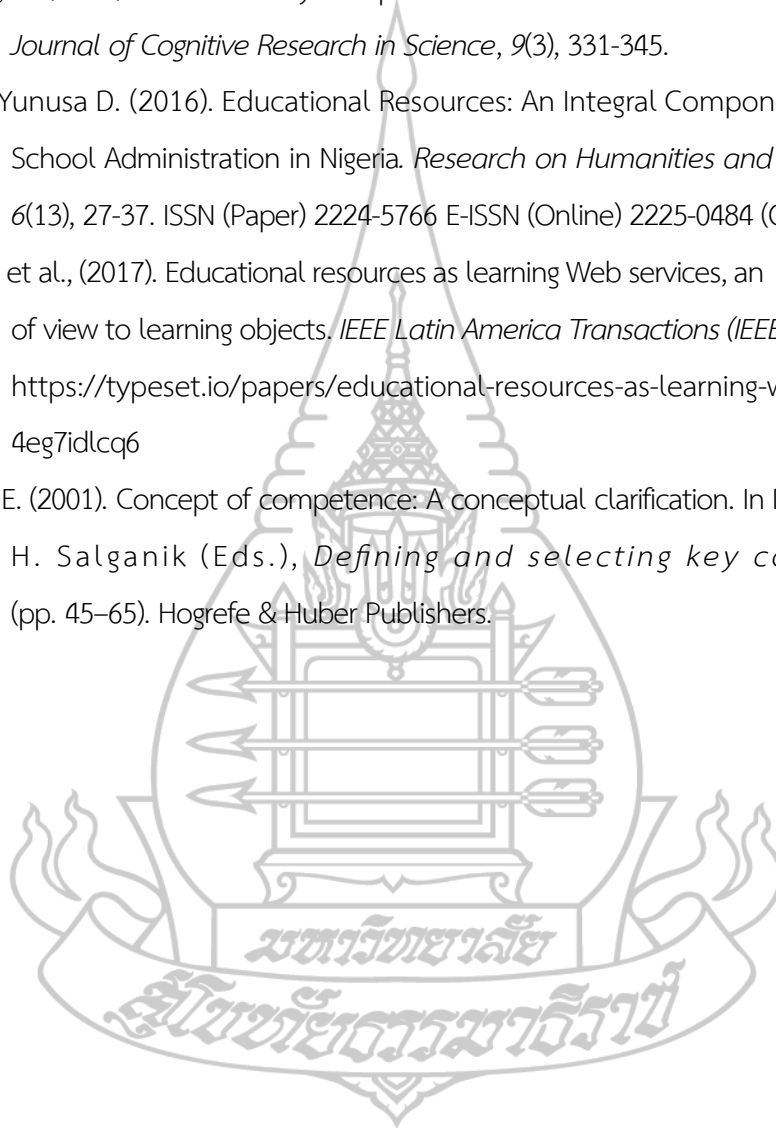 Journal of Cognitive Research in Science, 9(3), 331-345.
Yunusa D. (2016). Educational Resources: An Integral Compon
School Administration in Nigeria. Research on Humanities and
6(13), 27-37. ISSN (Paper) 2224-5766 E-ISSN (Online) 2225-0484 (O
et al., (2017). Educational resources as learning Web services, an
of view to learning objects. IEEE Latin America Transactions (IEEE
https://typeset.io/papers/educational-resources-as-learning-w
4eg7idlcq6
E. (2001). Concept of competence: A conceptual clarification. In
H. Salganik (Eds.), Defining and selecting key co
(pp. 45–65). Hogrefe & Huber Publishers.
มหาวิทยาลัย
สุโขทัยธรรมาธิราช